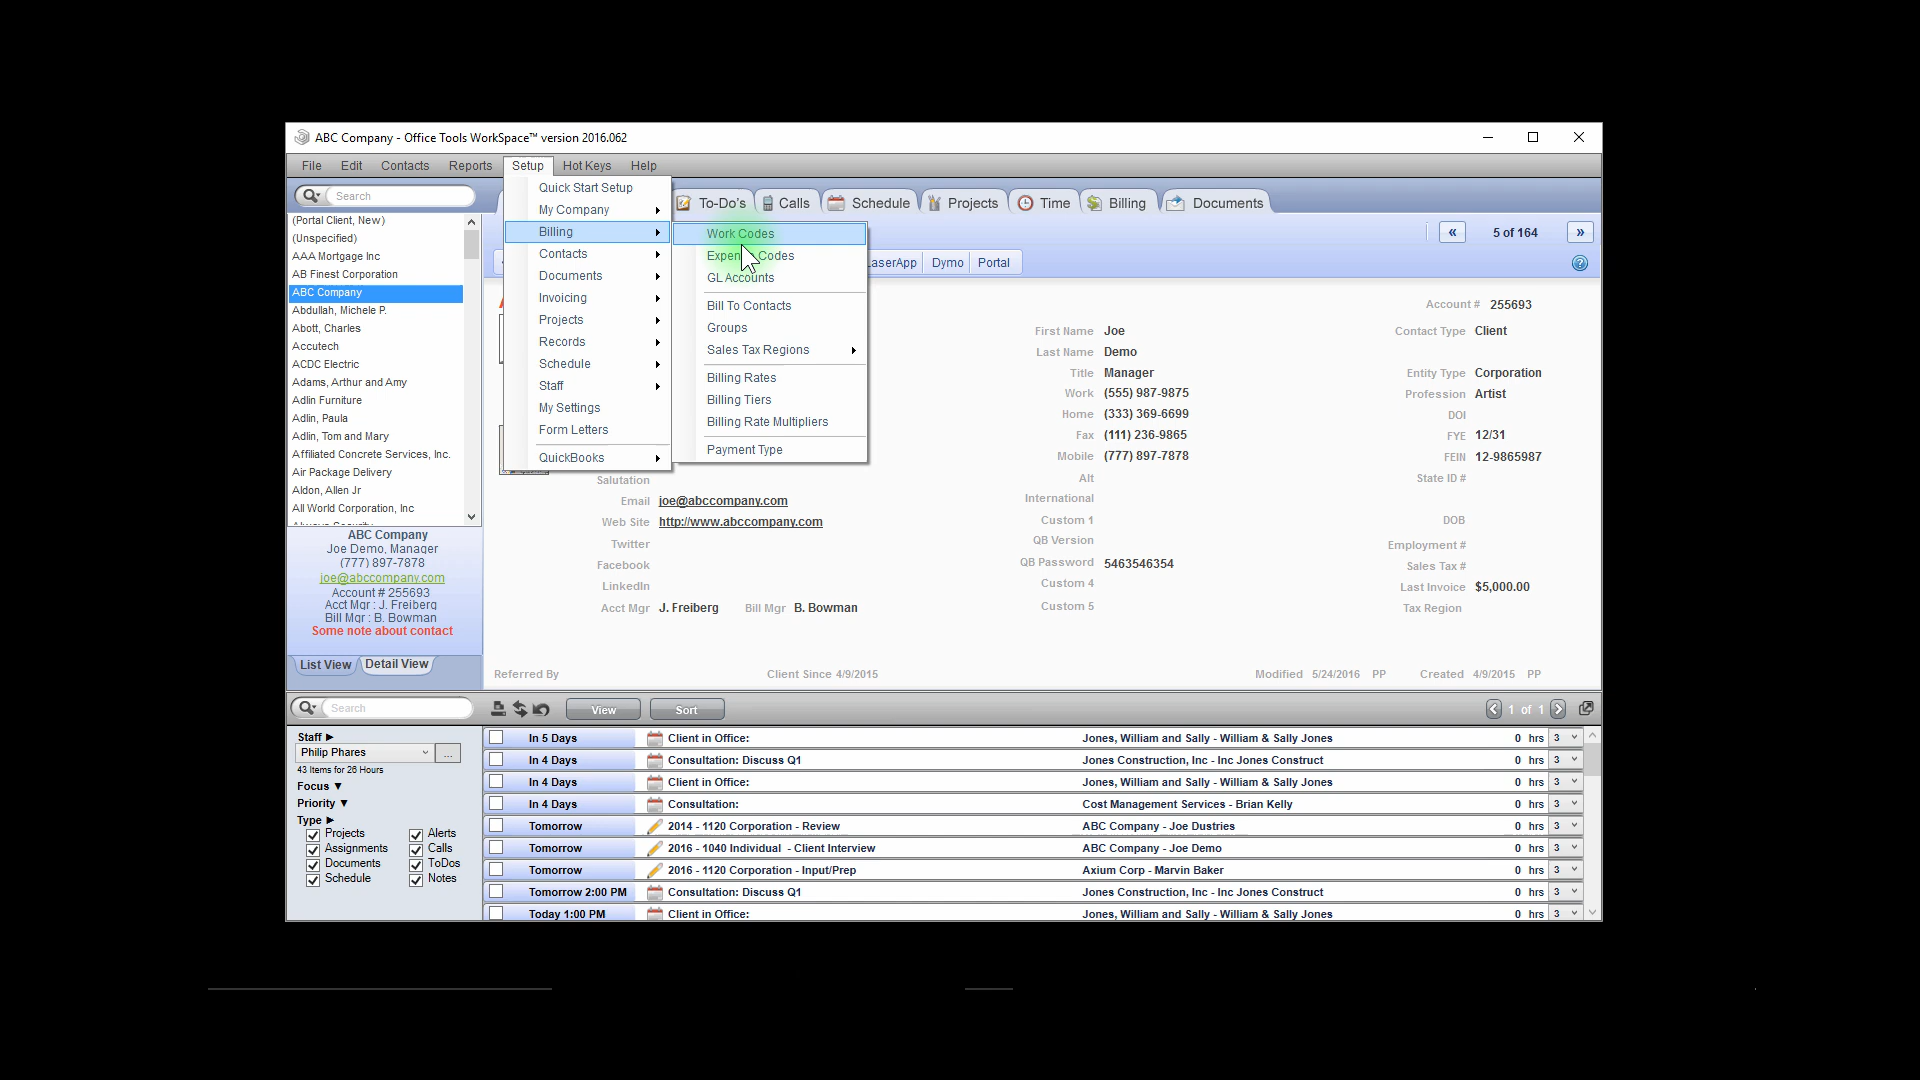 ABC Company - Office Tools WorkSpace™ version 2016.062
File Edit Contacts Reports Setup Hot Keys Help
Search
To-Do's Calls Schedule Projects Time Billing Documents
« 5 of 164 »
Dymo Portal
(Portal Client, New)
(Unspecified)
AAA Mortgage Inc
AB Finest Corporation
ABC Company
Abdullah, Michele P.
Abott, Charles
Accutech
ACDC Electric
Adams, Arthur and Amy
Adlin Furniture
Adlin, Paula
Adlin, Tom and Mary
Affiliated Concrete Services, Inc.
Air Package Delivery
Aldon, Allen Jr
All World Corporation, Inc
Quick Start Setup
My Company
Billing
Contacts
Documents
Invoicing
Projects
Records
Schedule
Staff
My Settings
Form Letters
QuickBooks
Work Codes
Codes
GL Accounts
Bill To Contacts
Groups
Sales Tax Regions
Billing Rates
Billing Tiers
Billing Rate Multipliers
Payment Type
Salutation
Email joe@abccompany.com
Web Site http://www.abccompany.com
Twitter
Facebook
LinkedIn
Acct Mgr J. Freiberg Bill Mgr B. Bowman
First Name Joe
Last Name Demo
Title Manager
Work (555) 987-9875
Home (333) 369-6699
Fax (111) 236-9865
Mobile (777) 897-7878
Alt
International
Custom 1
QB Version
QB Password 5463546354
Custom 4
Custom 5
Account # 255693
Contact Type Client
Entity Type Corporation
Profession Artist
DOI
FYE 12/31
FEIN 12-9865987
State ID #
DOB
Employment #
Sales Tax #
Last Invoice $5,000.00
Tax Region
Referred By Client Since 4/9/2015 Modified 5/24/2016 PP Created 4/9/2015 PP
ABC Company
Joe Demo, Manager
(777) 897-7878
joe@abccompany.com
Account # 255693
Acct Mgr : J. Freiberg
Bill Mgr : B. Bowman
Some note about contact
List View Detail View
Search View Sort 1 of 1
Staff
Philip Phares ...
43 Items for 26 Hours
Focus
Priority
Type
Projects Alerts
Assignments Calls
Documents ToDos
Schedule Notes
In 5 Days Client in Office: Jones, William and Sally - William & Sally Jones 0 hrs 3
In 4 Days Consultation: Discuss Q1 Jones Construction, Inc - Inc Jones Construct 0 hrs 3
In 4 Days Client in Office: Jones, William and Sally - William & Sally Jones 0 hrs 3
In 4 Days Consultation: Cost Management Services - Brian Kelly 0 hrs 3
Tomorrow 2014 - 1120 Corporation - Review ABC Company - Joe Dustries 0 hrs 3
Tomorrow 2016 - 1040 Individual - Client Interview ABC Company - Joe Demo 0 hrs 3
Tomorrow 2016 - 1120 Corporation - Input/Prep Axium Corp - Marvin Baker 0 hrs 3
Tomorrow 2:00 PM Consultation: Discuss Q1 Jones Construction, Inc - Inc Jones Construct 0 hrs 3
Today 1:00 PM Client in Office: Jones, William and Sally - William & Sally Jones 0 hrs 3